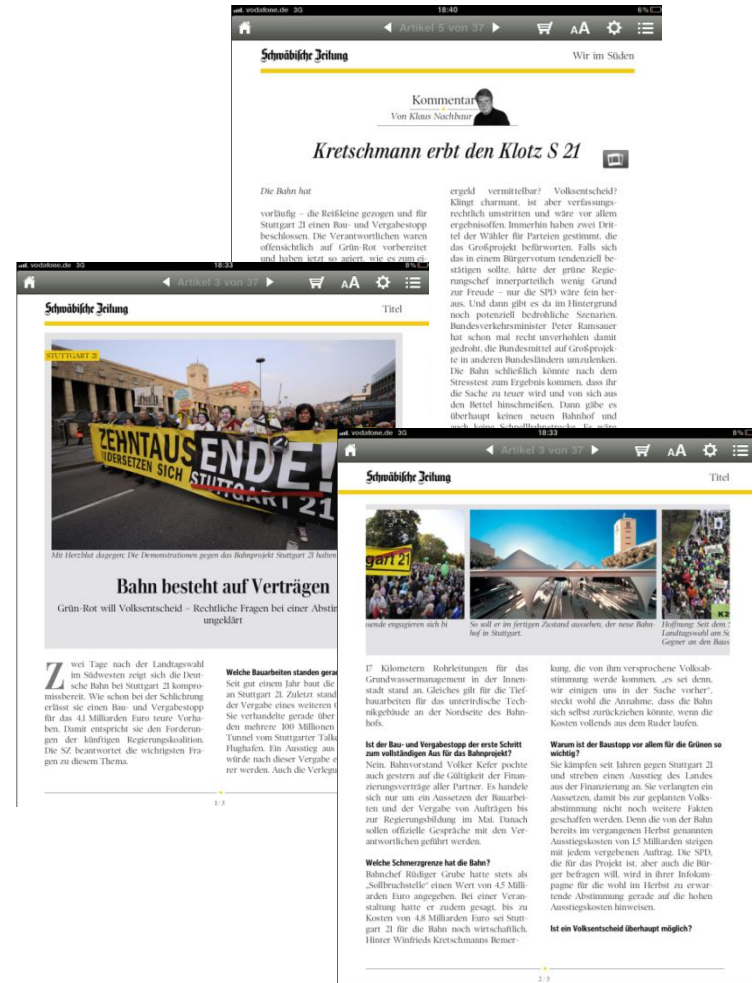 vodafone.de 3G 18:40 6%
Artikel 5 von 37
AA
Schwäbische Zeitung
Wir im Süden
Kommentar
Von Klaus Nachbaur
Kretschmann erbt den Klotz S 21
Die Bahn hat
vorläufig – die Reißleine gezogen und für
Stuttgart 21 einen Bau- und Vergabestopp
beschlossen. Die Verantwortlichen waren
offensichtlich auf Grün-Rot vorbereitet
und haben jetzt so agiert, wie es zum ei-
ergeld vermittelbar? Volksentscheid?
Klingt charmant, ist aber verfassungs-
rechtlich umstritten und wäre vor allem
ergebnisoffen. Immerhin haben zwei Drit-
tel der Wähler für Parteien gestimmt, die
das Großprojekt befürworten. Falls sich
das in einem Bürgervotum tendenziell be-
stätigen sollte, hätte der grüne Regie-
rungschef innerparteilich wenig Grund
zur Freude – nur die SPD wäre fein her-
aus. Und dann gibt es da im Hintergrund
noch potenziell bedrohliche Szenarien.
Bundesverkehrsminister Peter Ramsauer
hat schon mal recht unverhohlen damit
gedroht, die Bundesmittel auf Großprojek-
te in anderen Bundesländern umzulenken.
Die Bahn schließlich könnte nach dem
Stresstest zum Ergebnis kommen, dass ihr
die Sache zu teuer wird und von sich aus
den Bettel hinschmeißen. Dann gäbe es
überhaupt keinen neuen Bahnhof und
auch keine Schnellbahnstrecke. Es wäre
vodafone.de 3G 18:33 8%
Artikel 3 von 37
AA
Schwäbische Zeitung
Titel
STUTTGART 21
ZEHNTAUS ENDE!
WIDERSETZEN SICH STUTTGART 21
Mit Herzblut dagegen: Die Demonstrationen gegen das Bahnprojekt Stuttgart 21 halten
Bahn besteht auf Verträgen
Grün-Rot will Volksentscheid – Rechtliche Fragen bei einer
ungeklärt
Zwei Tage nach der Landtagswahl
im Südwesten zeigt sich die Deut-
sche Bahn bei Stuttgart 21 kompro-
missbereit. Wie schon bei der Schlichtung
erlässt sie einen Bau- und Vergabestopp
für das 4,1 Milliarden Euro teure Vorha-
ben. Damit entspricht sie den Forderun-
gen der künftigen Regierungskoalition.
Die SZ beantwortet die wichtigsten Fra-
gen zu diesem Thema.
Welche Bauarbeiten standen
Seit gut einem Jahr baut die
an Stuttgart 21. Zuletzt stand
der Vergabe eines weiteren
Sie verhandelte gerade über
den mehrere 100 Millionen
Tunnel vom Stuttgarter
Flughafen. Ein Ausstieg aus
würde nach dieser Vergabe
rer werden. Auch die
1/3
vodafone.de 3G 18:33 8%
Artikel 3 von 37
AA
Schwäbische Zeitung
Titel
gart 21
K2
sende engagieren sich bi
So soll er im fertigen Zustand aussehen, der neue Bahn-
hof in Stuttgart.
Hoffnung: Seit dem
Landtagswahl am
Gegner an den
17 Kilometern Rohrleitungen für das
Grundwassermanagement in der Innen-
stadt stand an. Gleiches gilt für die Tief-
bauarbeiten für das unterirdische Tech-
nikgebäude an der Nordseite des Bahn-
hofs.
Ist der Bau- und Vergabestopp der erste Schritt
zum vollständigen Aus für das Bahnprojekt?
Nein. Bahnvorstand Volker Kefer pochte
auch gestern auf die Gültigkeit der Finan-
zierungsverträge aller Partner. Es handele
sich nur um ein Aussetzen der Bauarbei-
ten und der Vergabe von Aufträgen bis
zur Regierungsbildung im Mai. Danach
sollen offizielle Gespräche mit den Ver-
antwortlichen geführt werden.
Welche Schmerzgrenze hat die Bahn?
Bahnchef Rüdiger Grube hatte stets als
„Sollbruchstelle“ einen Wert von 4,5 Milli-
arden Euro angegeben. Bei einer Veran-
staltung hatte er zudem gesagt, bis zu
Kosten von 4,8 Milliarden Euro sei Stutt-
gart 21 für die Bahn noch wirtschaftlich.
Hinter Winfrieds Kretschmanns Bemer-
kung, die von ihm versprochene Volksab-
stimmung werde kommen, „es sei denn,
wir einigen uns in der Sache vorher“,
steckt wohl die Annahme, dass die Bahn
sich selbst zurückziehen könnte, wenn die
Kosten vollends aus dem Ruder laufen.
Warum ist der Baustopp vor allem für die Grünen so
wichtig?
Sie kämpfen seit Jahren gegen Stuttgart 21
und streben einen Ausstieg des Landes
aus der Finanzierung an. Sie verlangten ein
Aussetzen, damit bis zur geplanten Volks-
abstimmung nicht noch weitere Fakten
geschaffen werden. Denn die von der Bahn
bereits im vergangenen Herbst genannten
Ausstiegskosten von 1,5 Milliarden steigen
mit jedem vergebenen Auftrag. Die SPD,
die für das Projekt ist, aber auch die Bür-
ger befragen will, wird in ihrer Infokam-
pagne für die wohl im Herbst zu erwar-
tende Abstimmung gerade auf die hohen
Ausstiegskosten hinweisen.
Ist ein Volksentscheid überhaupt möglich?
2/3